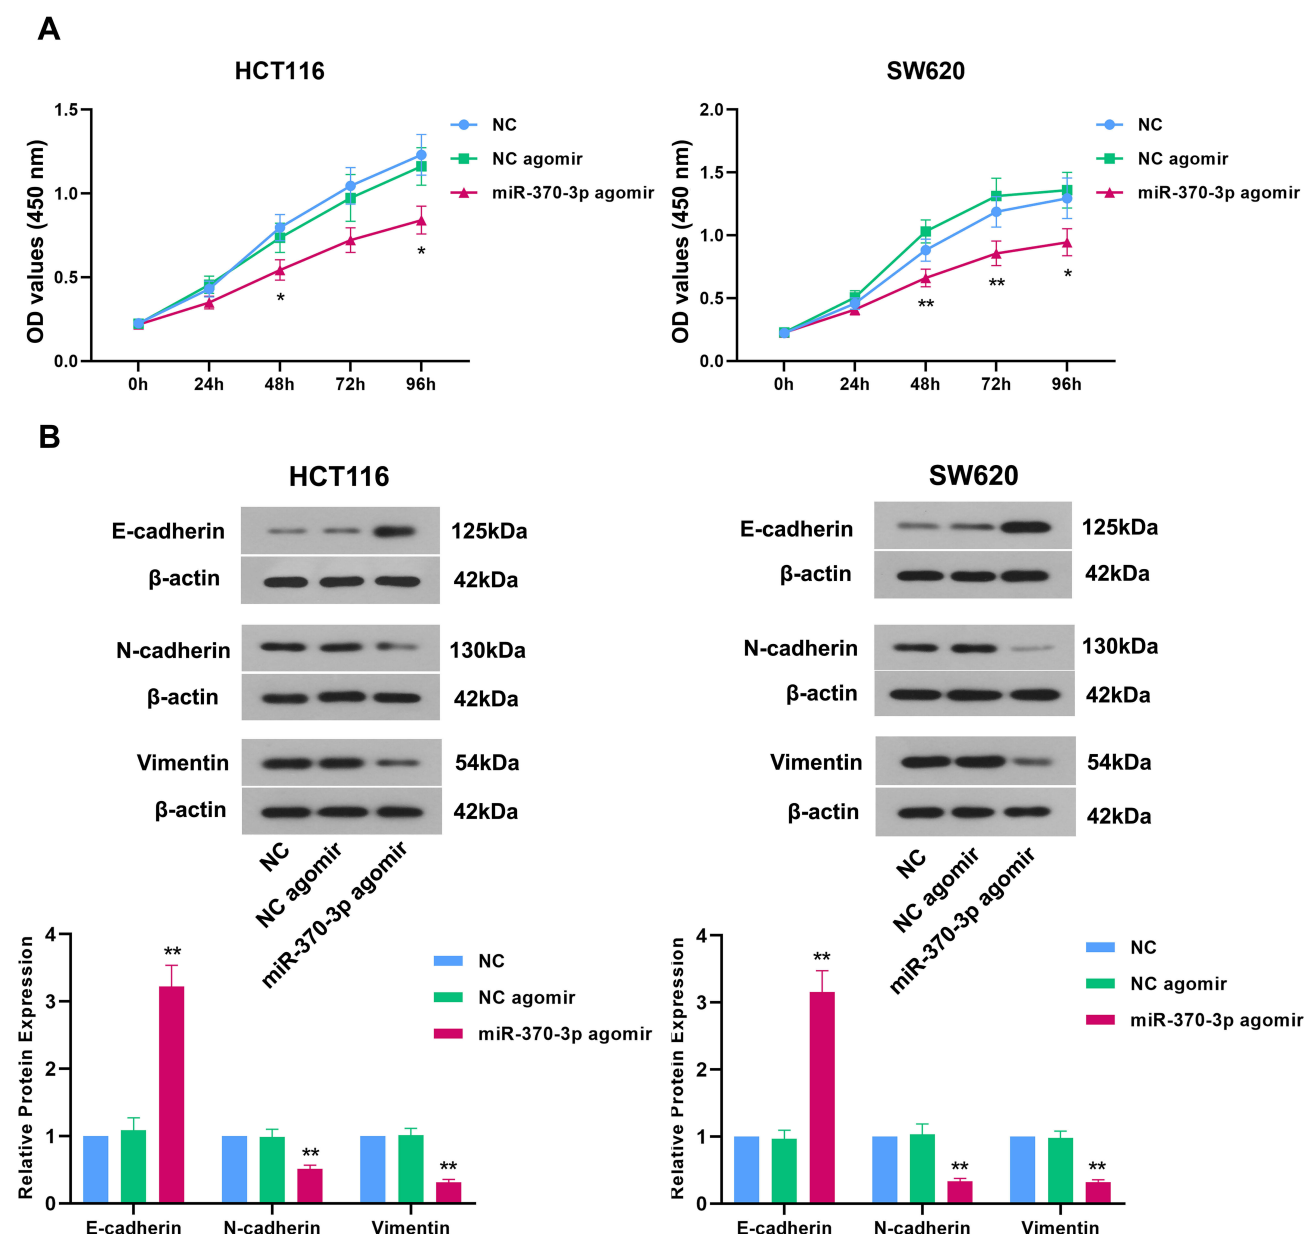 A
HCT116
OD values (450 nm)
1.5
1.0
0.5
0.0
0h 24h 48h 72h 96h
*
*
NC
NC agomir
miR-370-3p agomir
SW620
OD values (450 nm)
2.0
1.5
1.0
0.5
0.0
0h 24h 48h 72h 96h
**
**
*
NC
NC agomir
miR-370-3p agomir
B
HCT116
E-cadherin 125kDa
β-actin 42kDa
N-cadherin 130kDa
β-actin 42kDa
Vimentin 54kDa
β-actin 42kDa
NC
NC agomir
miR-370-3p agomir
SW620
E-cadherin 125kDa
β-actin 42kDa
N-cadherin 130kDa
β-actin 42kDa
Vimentin 54kDa
β-actin 42kDa
NC
NC agomir
miR-370-3p agomir
Relative Protein Expression
4
3
2
1
0
**
**
**
E-cadherin N-cadherin Vimentin
NC
NC agomir
miR-370-3p agomir
Relative Protein Expression
4
3
2
1
0
**
**
**
E-cadherin N-cadherin Vimentin
NC
NC agomir
miR-370-3p agomir